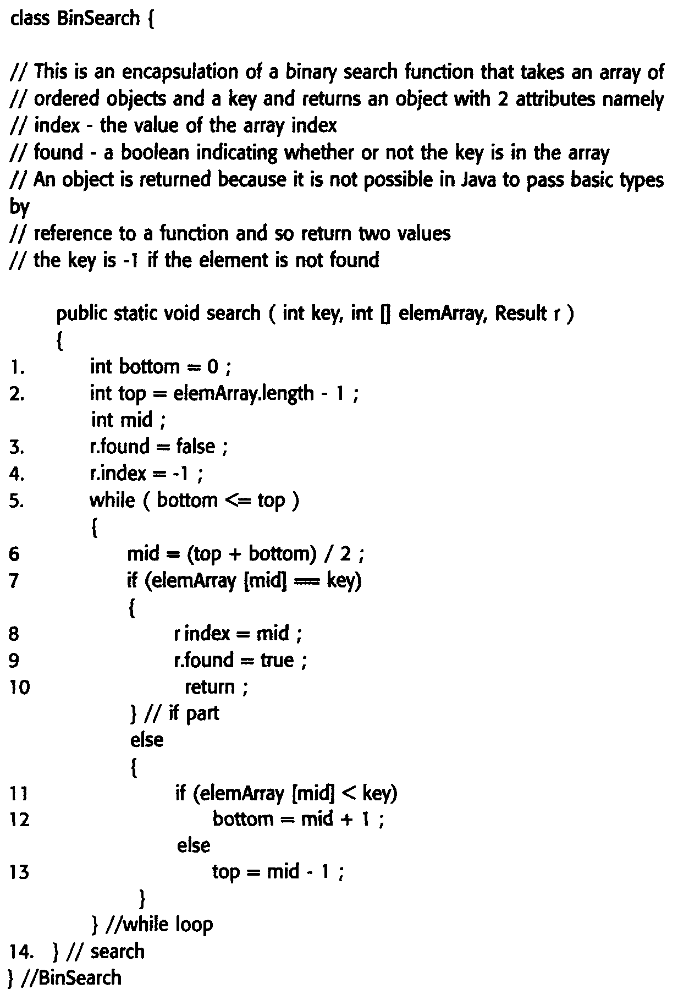 class BinSearch {
// This is an encapsulation of a binary search function that takes an array of
// ordered objects and a key and returns an object with 2 attributes namely
// index - the value of the array index
// found - a boolean indicating whether or not the key is in the array
// An object is returned because it is not possible in Java to pass basic types
by
// reference to a function and so return two values
// the key is -1 if the element is not found
public static void search ( int key, int [] elemArray, Result r )
{
1. int bottom = 0 ;
2. int top = elemArray.length - 1 ;
int mid ;
3. r.found = false ;
4. r.index = -1 ;
5. while ( bottom <= top )
{
6 mid = (top + bottom) / 2 ;
7 if (elemArray [mid] == key)
{
8 r index = mid ;
9 r.found = true ;
10 return ;
} // if part
else
{
11 if (elemArray [mid] < key)
12 bottom = mid + 1 ;
else
13 top = mid - 1 ;
}
} //while loop
14. } // search
} //BinSearch